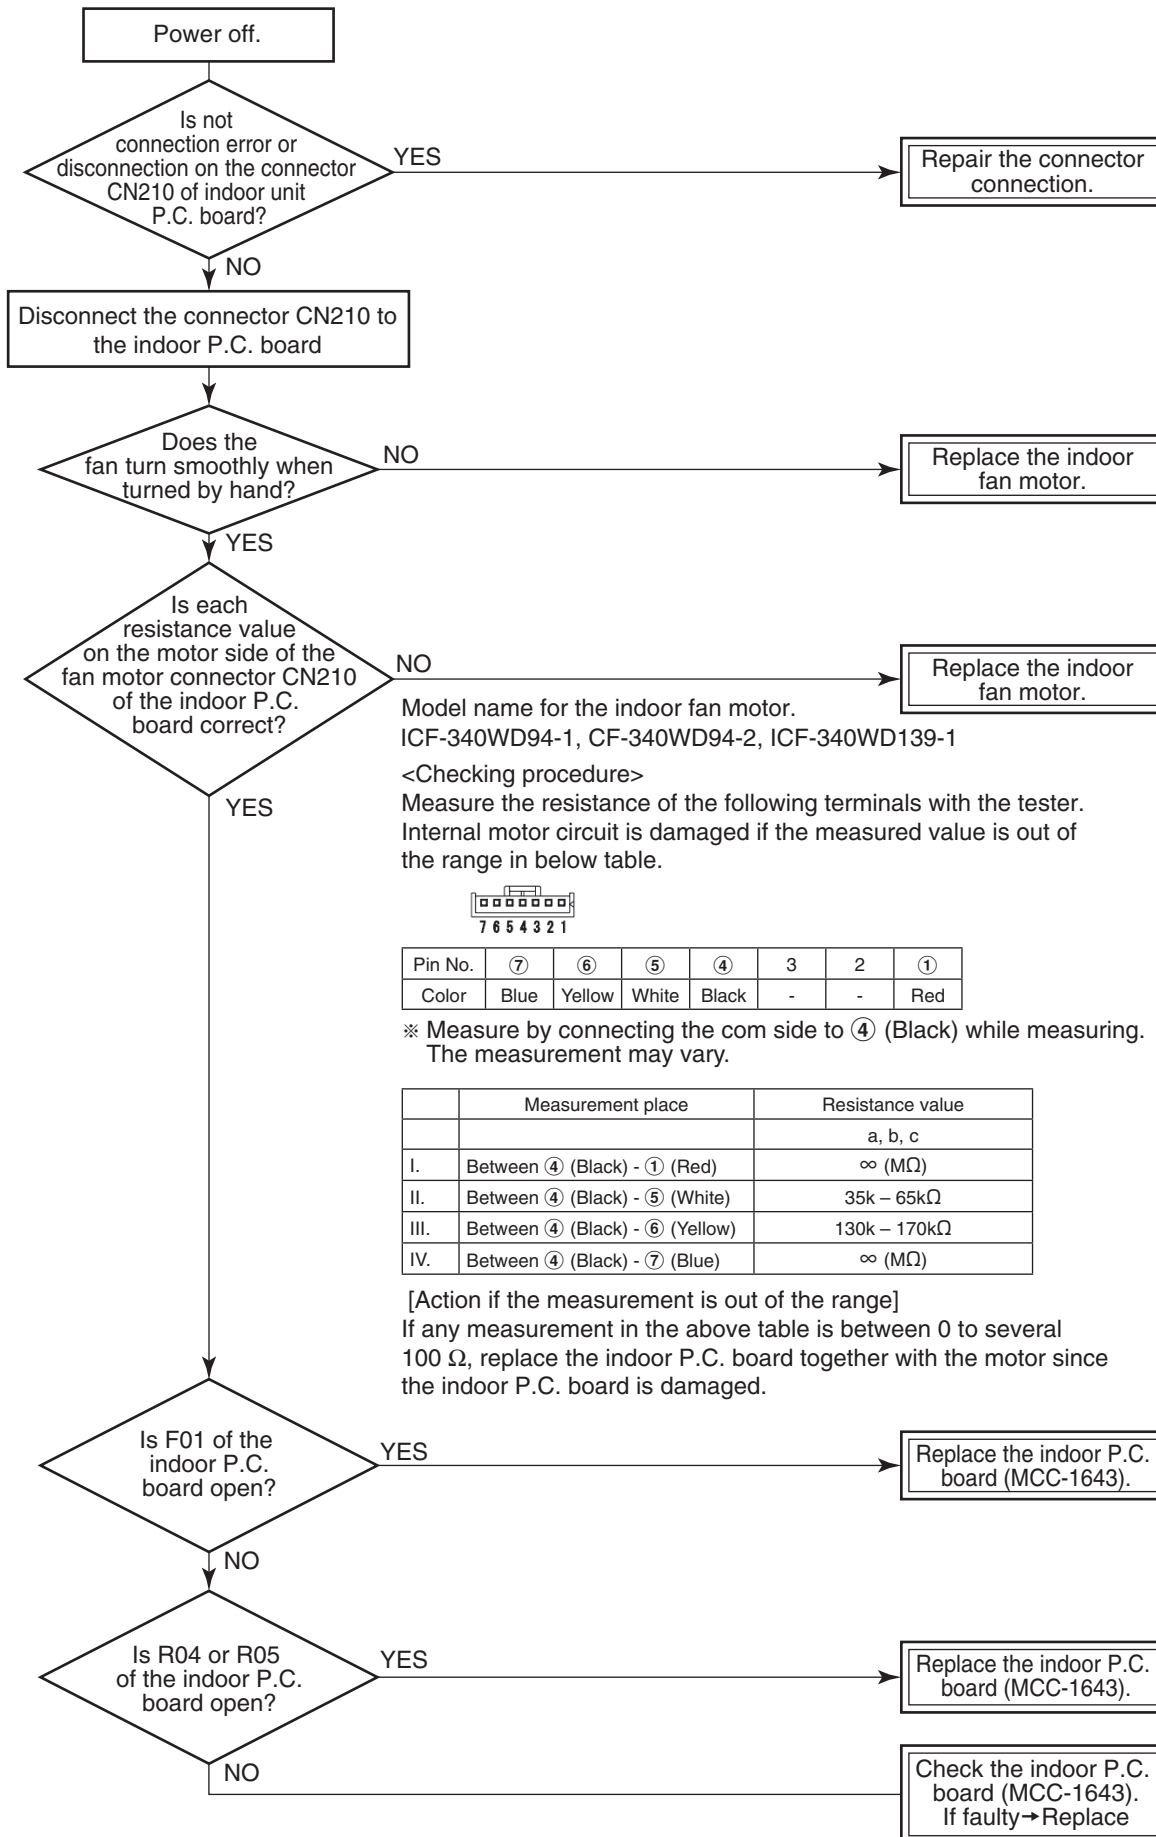 Power off.
Is not
connection error or
disconnection on the connector
CN210 of indoor unit
P.C. board?
YES
Repair the connector
connection.
NO
Disconnect the connector CN210 to
the indoor P.C. board
Does the
fan turn smoothly when
turned by hand?
NO
Replace the indoor
fan motor.
YES
Is each
resistance value
on the motor side of the
fan motor connector CN210
of the indoor P.C.
board correct?
NO
Replace the indoor
fan motor.
YES
Model name for the indoor fan motor.
ICF-340WD94-1, CF-340WD94-2, ICF-340WD139-1
<Checking procedure>
Measure the resistance of the following terminals with the tester.
Internal motor circuit is damaged if the measured value is out of
the range in below table.
7 6 5 4 3 2 1
Pin No. ⑦ ⑥ ⑤ ④ 3 2 ①
Color Blue Yellow White Black - - Red
※ Measure by connecting the com side to ④ (Black) while measuring.
The measurement may vary.
Measurement place Resistance value
a, b, c
I. Between ④ (Black) - ① (Red) ∞ (MΩ)
II. Between ④ (Black) - ⑤ (White) 35k – 65kΩ
III. Between ④ (Black) - ⑥ (Yellow) 130k – 170kΩ
IV. Between ④ (Black) - ⑦ (Blue) ∞ (MΩ)
[Action if the measurement is out of the range]
If any measurement in the above table is between 0 to several
100 Ω, replace the indoor P.C. board together with the motor since
the indoor P.C. board is damaged.
Is F01 of the
indoor P.C.
board open?
YES
Replace the indoor P.C.
board (MCC-1643).
NO
Is R04 or R05
of the indoor P.C.
board open?
YES
Replace the indoor P.C.
board (MCC-1643).
NO
Check the indoor P.C.
board (MCC-1643).
If faulty→Replace